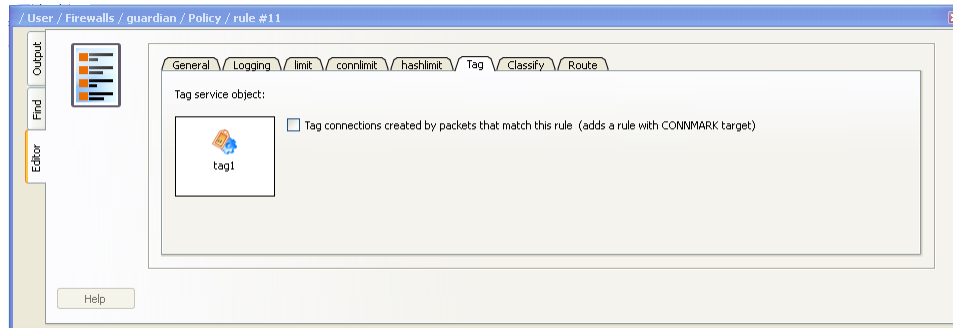 / User / Firewalls / guardian / Policy / rule #11
Output
Find
Editor
General
Logging
limit
connlimit
hashlimit
Tag
Classify
Route
Tag service object:
Tag connections created by packets that match this rule (adds a rule with CONNMARK target)
tag1
Help